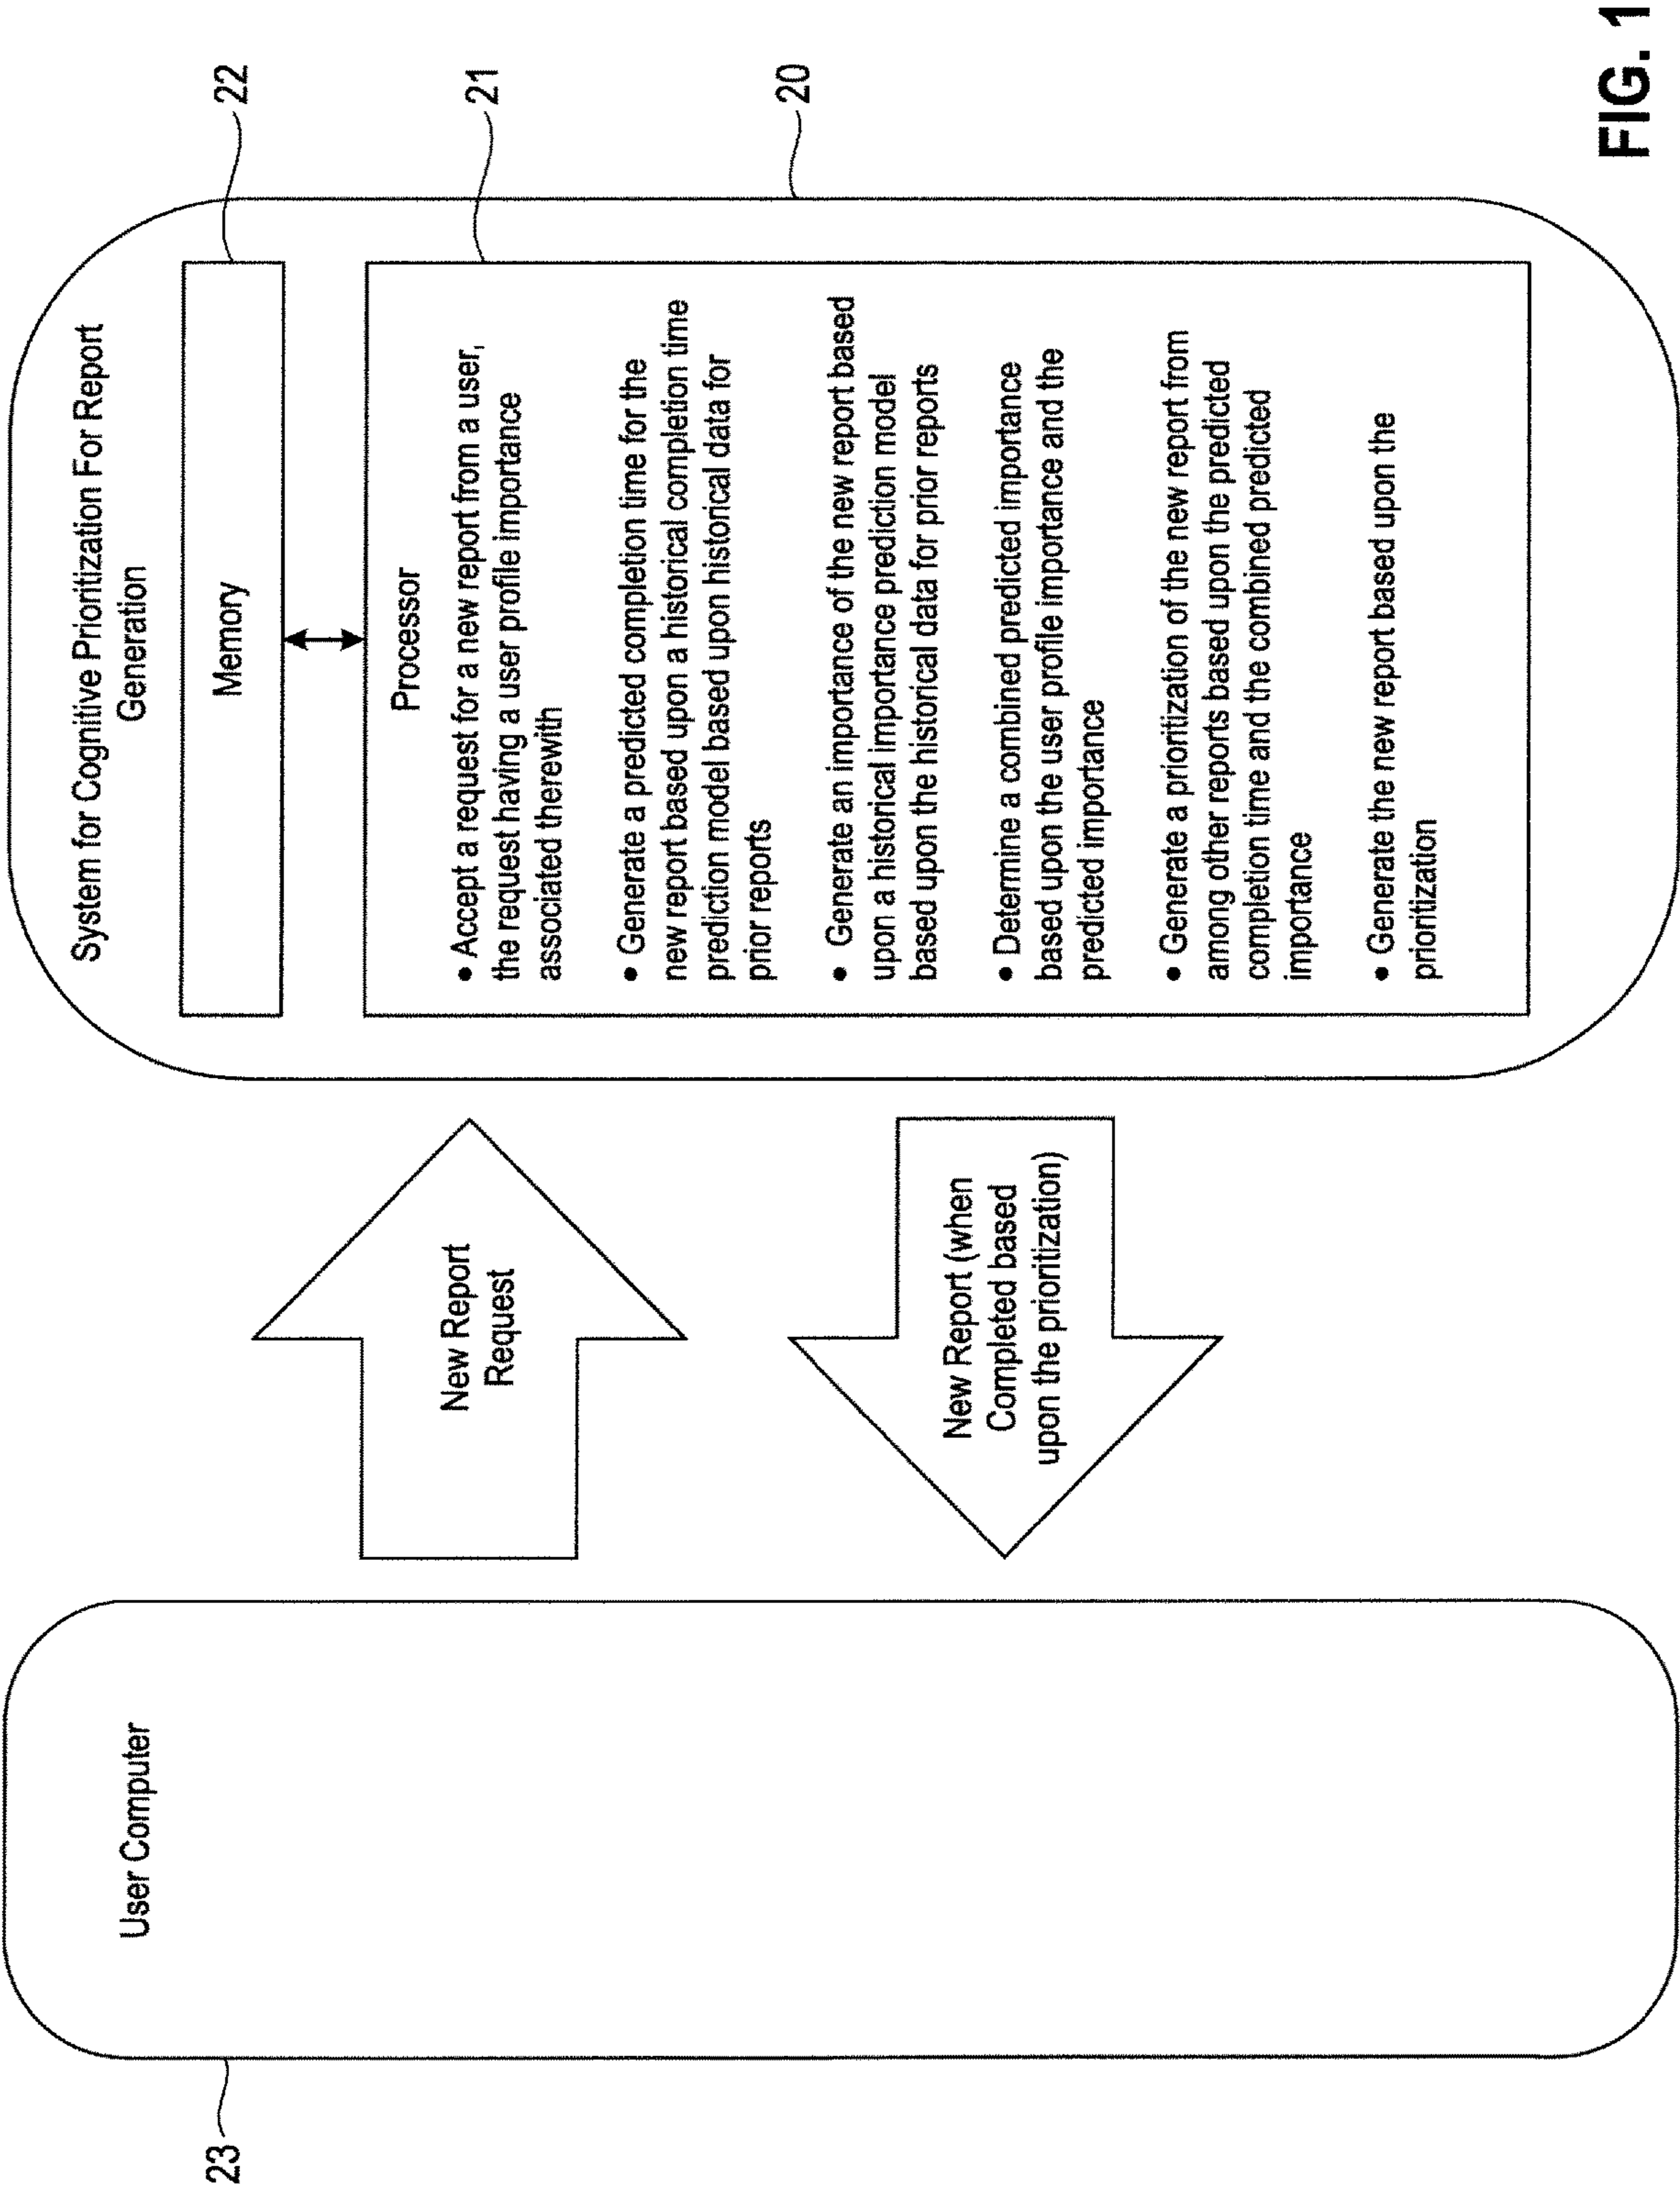 System for Cognitive Prioritization For Report
Generation
22
Memory
Processor
21
• Accept a request for a new report from a user,
the request having a user profile importance
associated therewith
• Generate a predicted completion time for the
new report based upon a historical completion time
prediction model based upon historical data for
prior reports
• Generate an importance of the new report based
upon a historical importance prediction model
based upon the historical data for prior reports
20
• Determine a combined predicted importance
based upon the user profile importance and the
predicted importance
• Generate a prioritization of the new report from
among other reports based upon the predicted
completion time and the combined predicted
importance
• Generate the new report based upon the
prioritization
New Report
Request
New Report (when
Completed based
upon the prioritization)
User Computer
23
FIG. 1